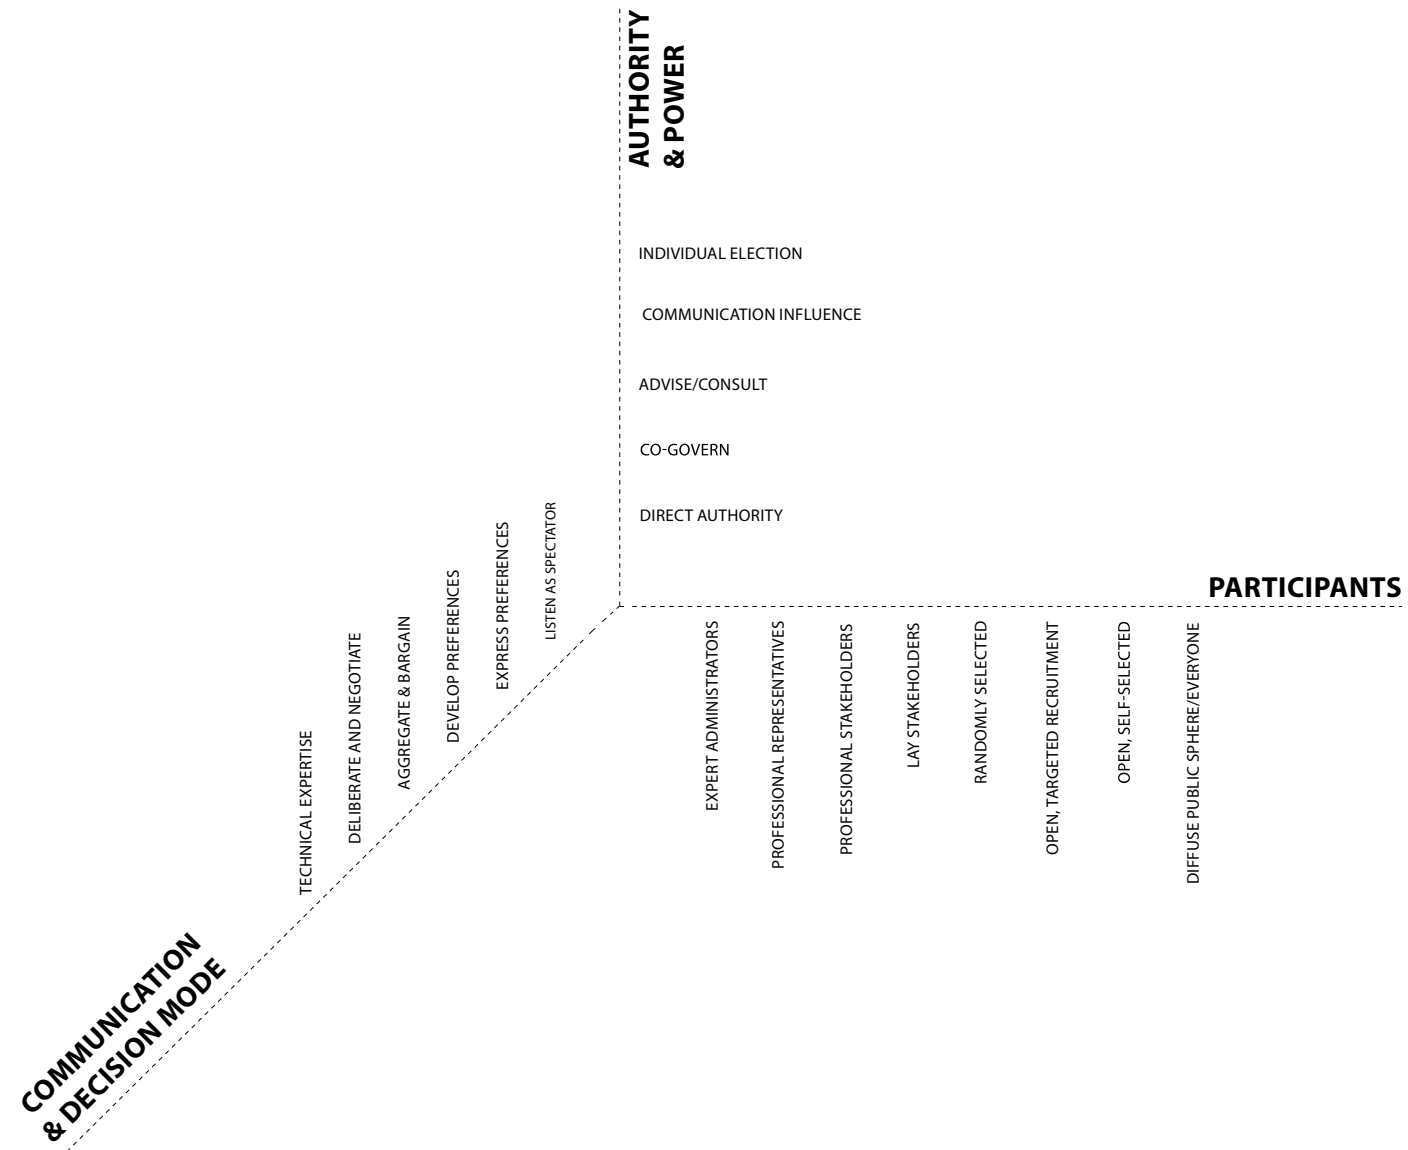 AUTHORITY
& POWER
INDIVIDUAL ELECTION
COMMUNICATION INFLUENCE
ADVISE/CONSULT
CO-GOVERN
DIRECT AUTHORITY
PARTICIPANTS
EXPERT ADMINISTRATORS
PROFESSIONAL REPRESENTATIVES
PROFESSIONAL STAKEHOLDERS
LAY STAKEHOLDERS
RANDOMLY SELECTED
OPEN, TARGETED RECRUITMENT
OPEN, SELF-SELECTED
DIFFUSE PUBLIC SPHERE/EVERYONE
LISTEN AS SPECTATOR
EXPRESS PREFERENCES
DEVELOP PREFERENCES
AGGREGATE & BARGAIN
DELIBERATE AND NEGOTIATE
TECHNICAL EXPERTISE
COMMUNICATION
& DECISION MODE